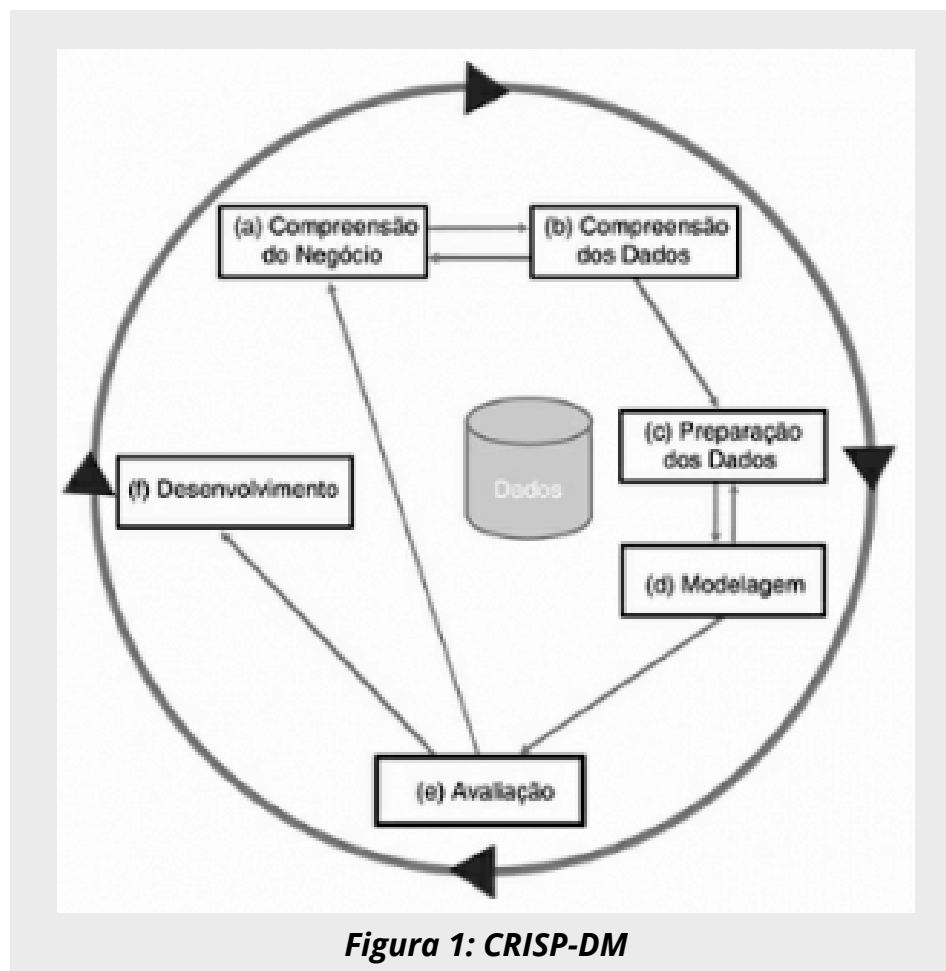 (a) Compreensão
do Negócio
(b) Compreensão
dos Dados
(c) Preparação
dos Dados
Dados
(f) Desenvolvimento
(d) Modelagem
(e) Avaliação
Figura 1: CRISP-DM